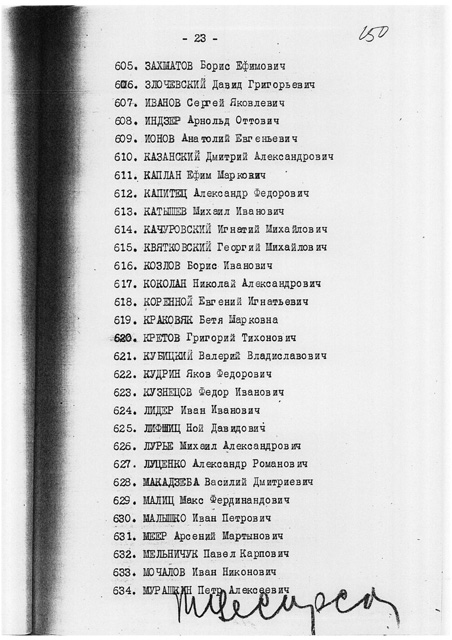 - 23 -
150
605. ЗАХМАТОВ Борис Ефимович
606. ЗЛОЧЕВСКИЙ Давид Григорьевич
607. ИВАНОВ Сергей Яковлевич
608. ИНДЗЕР Арнольд Оттович
609. ИОНОВ Анатолий Евгеньевич
610. КАЗАНСКИЙ Дмитрий Александрович
611. КАПЛАН Ефим Маркович
612. КАПИТЕЦ Александр Федорович
613. КАТЫШЕВ Михаил Иванович
614. КАЧУРОВСКИЙ Игнатий Михайлович
615. КВЯТКОВСКИЙ Георгий Михайлович
616. КОЗЛОВ Борис Иванович
617. КОКОЛАН Николай Александрович
618. КОРЕННОЙ Евгений Игнатьевич
619. КРАКОВЯК Бетя Марковна
620. КРЕТОВ Григорий Тихонович
621. КУБИЦКИЙ Валерий Владиславович
622. КУДРИН Яков Федорович
623. КУЗНЕЦОВ Федор Иванович
624. ЛИДЕР Иван Иванович
625. ЛИФШИЦ Ной Давидович
626. ЛУРЬЕ Михаил Александрович
627. ЛУЦЕНКО Александр Романович
628. МАКАДЗЕБА Василий Дмитриевич
629. МАЛИЦ Макс Фердинандович
630. МАЛЫШКО Иван Петрович
631. МЕЕР Арсений Мартынович
632. МЕЛЬНИЧУК Павел Карпович
633. МОЧАЛОВ Иван Никонович
634. МУРАШКИН Петр Алексеевич